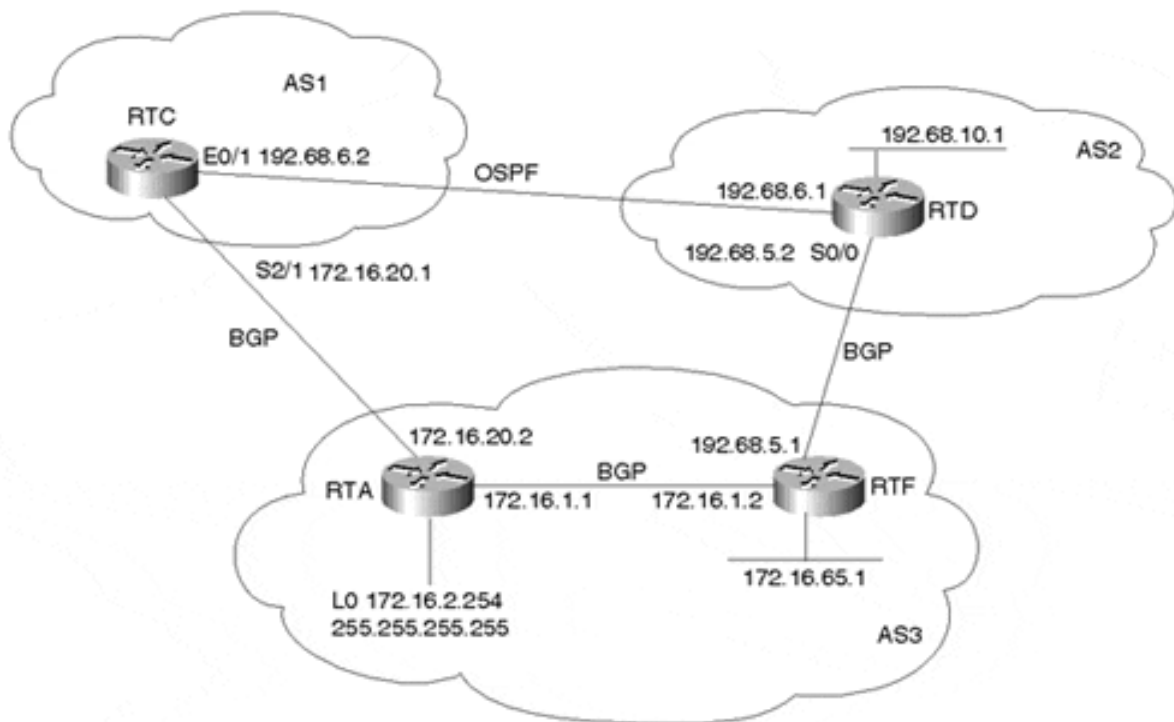 AS1
RTC
E0/1 192.68.6.2
OSPF
192.68.10.1
AS2
192.68.6.1
RTD
192.68.5.2 S0/0
S2/1 172.16.20.1
BGP
BGP
172.16.20.2
192.68.5.1
RTA
BGP
RTF
172.16.1.1
172.16.1.2
172.16.65.1
L0 172.16.2.254
255.255.255.255
AS3